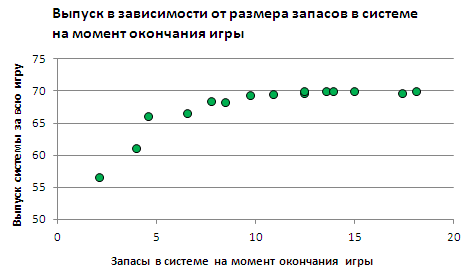 Выпуск в зависимости от размера запасов в системе
на момент окончания игры
Выпуск системы за всю игру
75
70
65
60
55
50
0
5
10
15
20
Запасы в системе на момент окончания игры